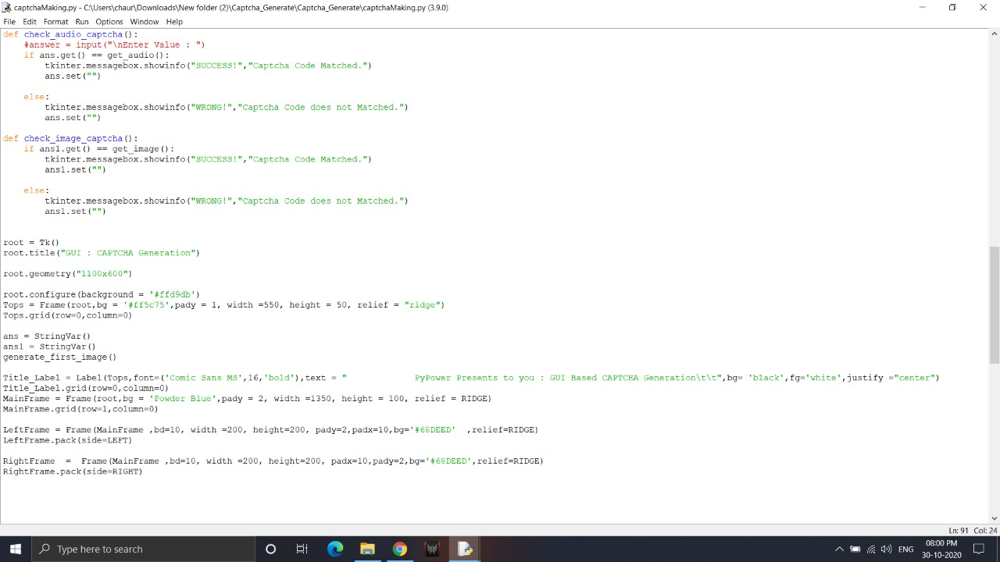 captchaMaking.py - C:\Users\chaur\Downloads\New folder (2)\Captcha_Generate\Captcha_Generate\captchaMaking.py (3.9.0)
File Edit Format Run Options Window Help
def check_audio_captcha():
    #answer = input("\nEnter Value : ")
    if ans.get() == get_audio():
        tkinter.messagebox.showinfo("SUCCESS!","Captcha Code Matched.")
        ans.set("")
    else:
        tkinter.messagebox.showinfo("WRONG!","Captcha Code does not Matched.")
        ans.set("")
def check_image_captcha():
    if ans1.get() == get_image():
        tkinter.messagebox.showinfo("SUCCESS!","Captcha Code Matched.")
        ans1.set("")
    else:
        tkinter.messagebox.showinfo("WRONG!","Captcha Code does not Matched.")
        ans1.set("")
root = Tk()
root.title("GUI : CAPTCHA Generation")
root.geometry("1100x600")
root.configure(background = '#ffd9db')
Tops = Frame(root,bg = '#ff5c75',pady = 1, width =550, height = 50, relief = "ridge")
Tops.grid(row=0,column=0)
ans = StringVar()
ans1 = StringVar()
generate_first_image()
Title_Label = Label(Tops,font=('Comic Sans MS',16,'bold'),text = "             PyPower Presents to you : GUI Based CAPTCHA Generation\t\t",bg= 'black',fg='white',justify ="center")
Title_Label.grid(row=0,column=0)
MainFrame = Frame(root,bg = 'Powder Blue',pady = 2, width =1350, height = 100, relief = RIDGE)
MainFrame.grid(row=1,column=0)
LeftFrame = Frame(MainFrame ,bd=10, width =200, height=200, pady=2,padx=10,bg='#68DEED'  ,relief=RIDGE)
LeftFrame.pack(side=LEFT)
RightFrame  =  Frame(MainFrame ,bd=10, width =200, height=200, padx=10,pady=2,bg='#68DEED',relief=RIDGE)
RightFrame.pack(side=RIGHT)
Ln: 91 Col: 24
Type here to search
ENG
08:00 PM
30-10-2020